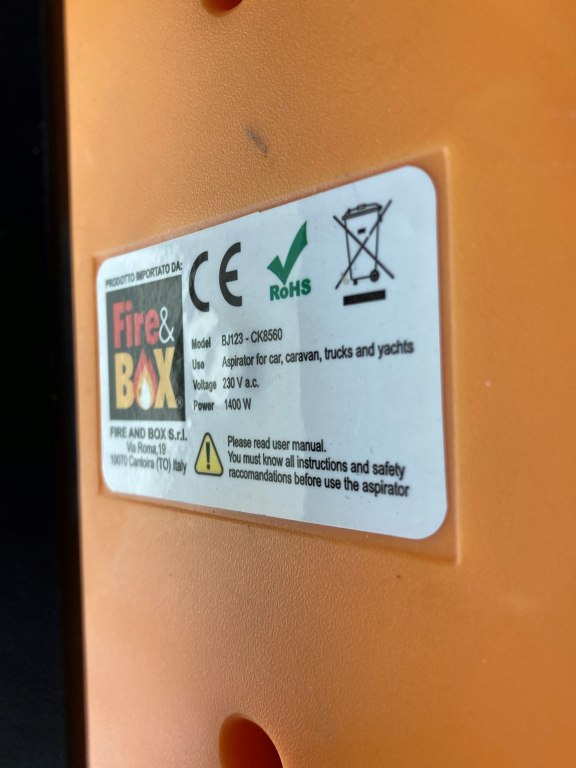 PRODOTTO IMPORTATO DA:
CE
RoHS
Fire&
BOX
®
Model BJ123 - CK8560
Use Aspirator for car, caravan, trucks and yachts
Voltage 230 V a.c.
Power 1400 W
FIRE AND BOX S.r.l.
Via Roma,19
10070 Cantoira (TO) Italy
Please read user manual.
You must know all instructions and safety
raccomandations before use the aspirator